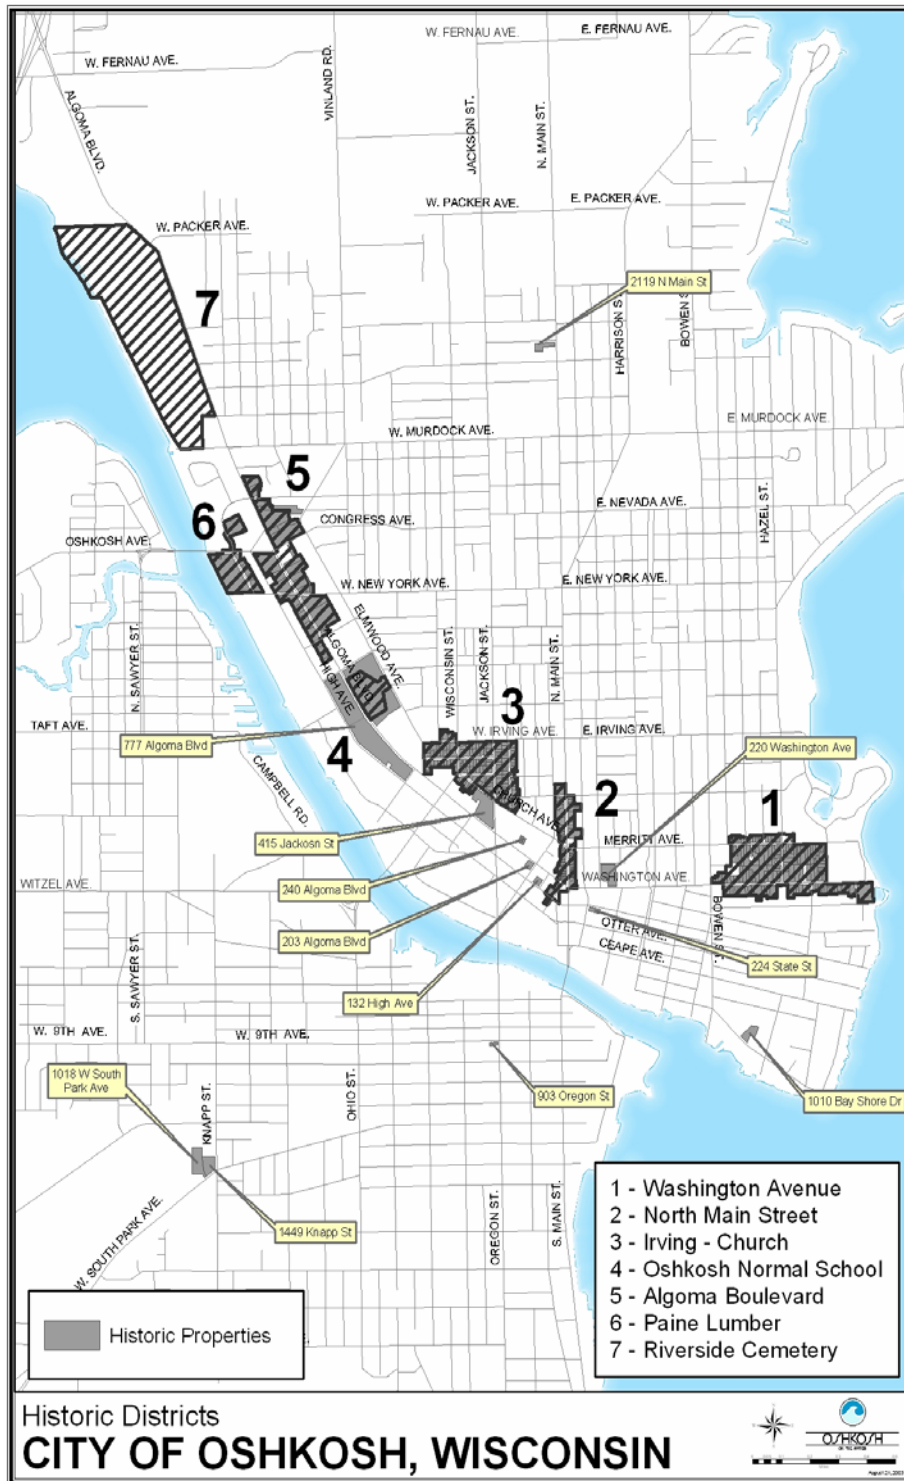 W. FERNAU AVE.
E. FERNAU AVE.
W. FERNAU AVE.
ALGOMA BLVD.
VINLAND RD.
JACKSON ST.
N. MAIN ST.
W. PACKER AVE.
E. PACKER AVE.
W. PACKER AVE.
2119 N Main St
7
HARRISON ST.
BOWEN S
W. MURDOCK AVE.
E. MURDOCK AVE.
5
6
CONGRESS AVE.
E. NEVADA AVE.
HAZEL ST.
OSHKOSH AVE.
W. NEW YORK AVE.
E. NEW YORK AVE.
N. SAWYER ST.
ELMWOOD AVE.
ALGOMA BLVD.
HIGH AVE.
WISCONSIN ST.
JACKSON ST.
N. MAIN ST.
3
TAFT AVE.
W. IRVING AVE.
E. IRVING AVE.
777 Algoma Blvd
4
220 Washington Ave
CAMPBELL RD.
CHURCH AVE.
2
1
415 Jackosn St
MERRITT AVE.
240 Algoma Blvd
WITZEL AVE.
WASHINGTON AVE.
203 Algoma Blvd
OTTER AVE.
BOWEN ST.
CEAPE AVE.
224 State St
132 High Ave
S. SAWYER ST.
W. 9TH AVE.
W. 9TH AVE.
1018 W South
Park Ave
903 Oregon St
1010 Bay Shore Dr
KNAPP ST.
OHIO ST.
1449 Knapp St
W. SOUTH PARK AVE.
OREGON ST.
S. MAIN ST.
E.
1 - Washington Avenue
2 - North Main Street
3 - Irving - Church
4 - Oshkosh Normal School
5 - Algoma Boulevard
6 - Paine Lumber
7 - Riverside Cemetery
Historic Properties
Historic Districts
CITY OF OSHKOSH, WISCONSIN
OSHKOSH
ON THE WATER